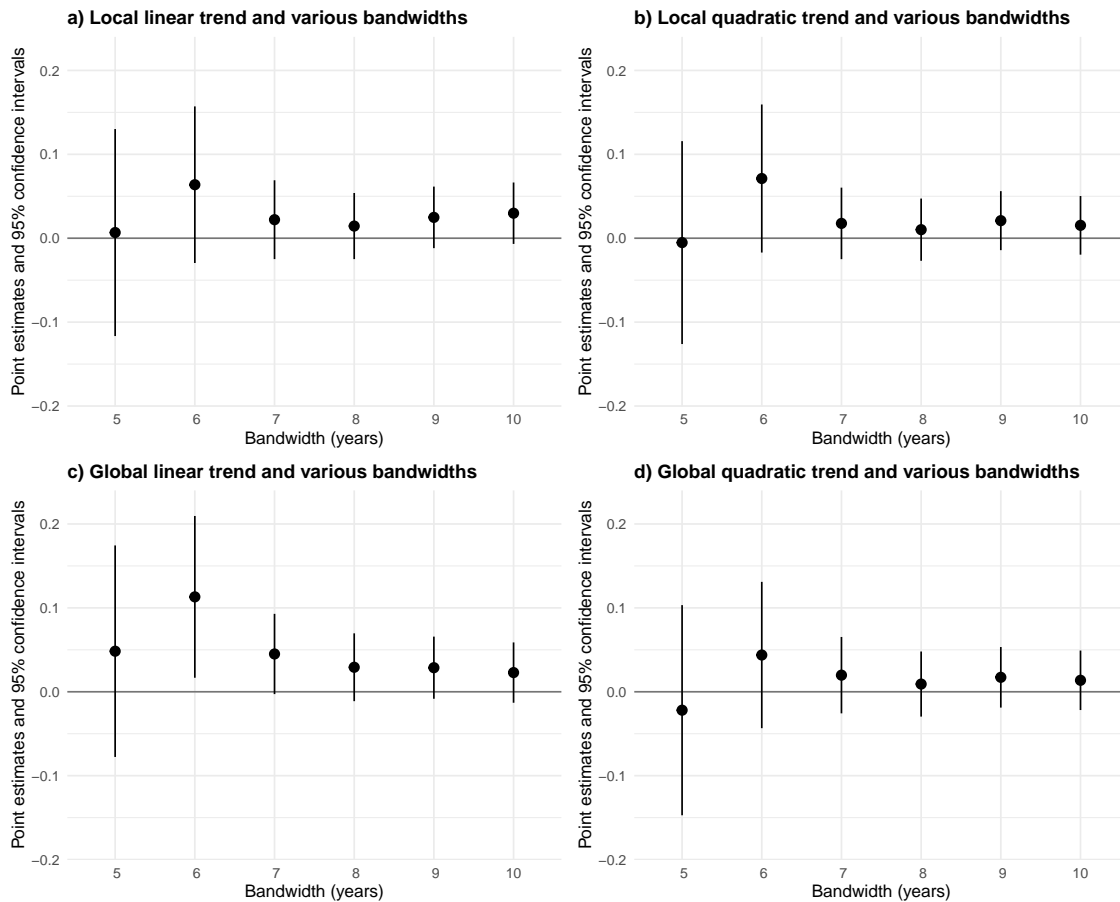 a) Local linear trend and various bandwidths
Point estimates and 95% confidence intervals
0.2
0.1
0.0
−0.1
−0.2
5 6 7 8 9 10
Bandwidth (years)
b) Local quadratic trend and various bandwidths
Point estimates and 95% confidence intervals
0.2
0.1
0.0
−0.1
−0.2
5 6 7 8 9 10
Bandwidth (years)
c) Global linear trend and various bandwidths
Point estimates and 95% confidence intervals
0.2
0.1
0.0
−0.1
−0.2
5 6 7 8 9 10
Bandwidth (years)
d) Global quadratic trend and various bandwidths
Point estimates and 95% confidence intervals
0.2
0.1
0.0
−0.1
−0.2
5 6 7 8 9 10
Bandwidth (years)